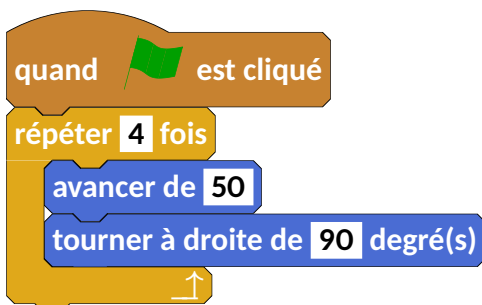 quand est cliqué
répéter 4 fois
avancer de 50
tourner à droite de 90 degré(s)